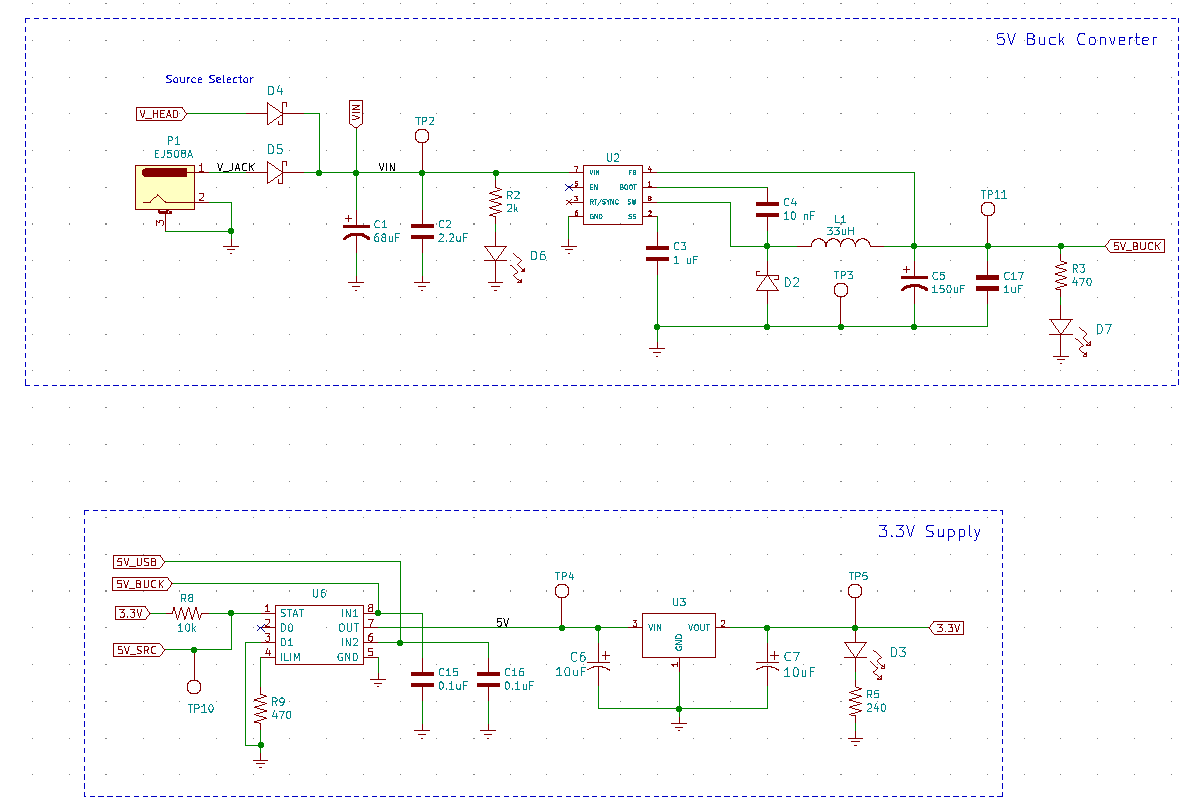 5V Buck Converter
Source Selector
D4
V_HEAD
VIN
TP2
P1
EJ508A
D5
1 V_JACK
VIN
2
3
C1
68uF
C2
2.2uF
R2
2k
D6
U2
7 VIN FB 4
5 EN BOOT 1
3 RT/SYNC SW 8
6 GND SS 2
C4
10 nF
C3
1 uF
L1
33uH
TP11
5V_BUCK
D2
TP3
C5
150uF
C17
1uF
R3
470
D7
3.3V Supply
5V_USB
5V_BUCK
3.3V
R8
10k
5V_SRC
TP10
U6
1 STAT IN1 8
2 D0 OUT 7
3 D1 IN2 6
4 ILIM GND 5
R9
470
C15
0.1uF
C16
0.1uF
5V
TP4
C6
10uF
U3
3 VIN VOUT 2
GND
1
C7
10uF
TP5
3.3V
D3
R6
240